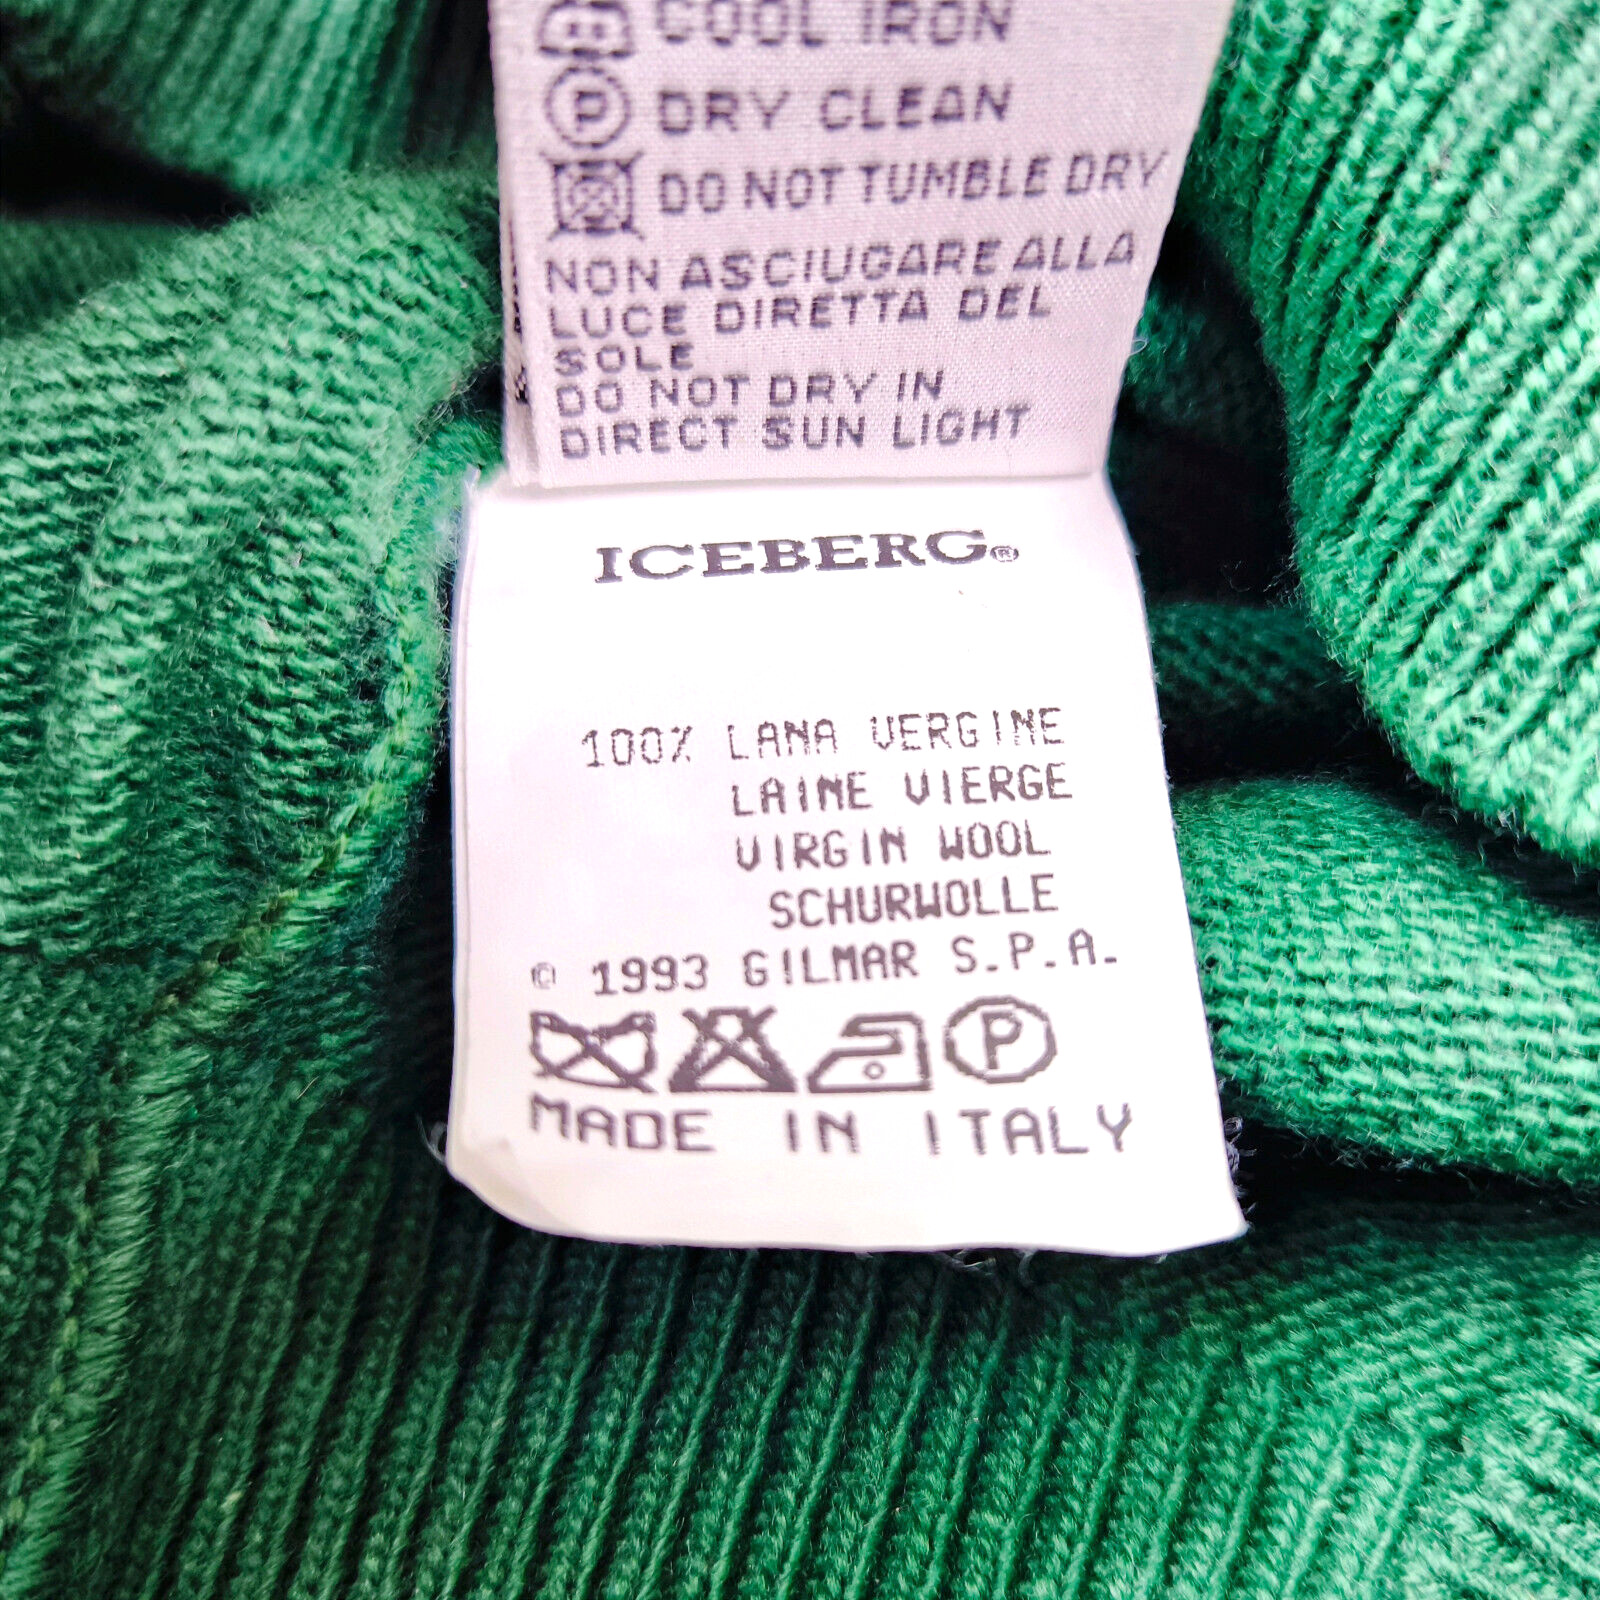 COOL IRON
P DRY CLEAN
DO NOT TUMBLE DRY
NON ASCIUGARE ALLA
LUCE DIRETTA DEL
SOLE
DO NOT DRY IN
DIRECT SUN LIGHT
ICEBERG®
100% LANA VERGINE
LAINE VIERGE
VIRGIN WOOL
SCHURWOLLE
© 1993 GILMAR S.P.A.
P
MADE IN ITALY